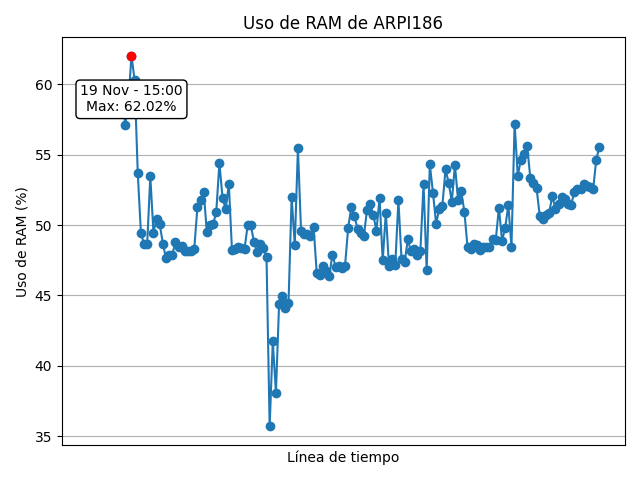 Uso de RAM de ARPI186
19 Nov - 15:00
Max: 62.02%
60
55
50
45
40
35
Uso de RAM (%)
Línea de tiempo